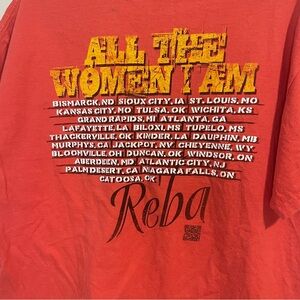 ALL THE
WOMEN I AM
BISMARCK, ND SIOUX CITY, IA ST. LOUIS, MO
KANSAS CITY, MO TULSA, OK WICHITA, KS
GRAND RAPIDS, MI ATLANTA, GA
LAFAYETTE, LA BILOXI, MS TUPELO, MS
THACKERVILLE, OK KINDER, LA DAUPHIN, MB
MURPHYS, CA JACKPOT, NV CHEYENNE, WY
BLOOMVILLE, OH DUNCAN, OK WINDSOR, ON
ABERDEEN, MD ATLANTIC CITY, NJ
PALM DESERT, CA NIAGARA FALLS, ON
CATOOSA, OK
Reba